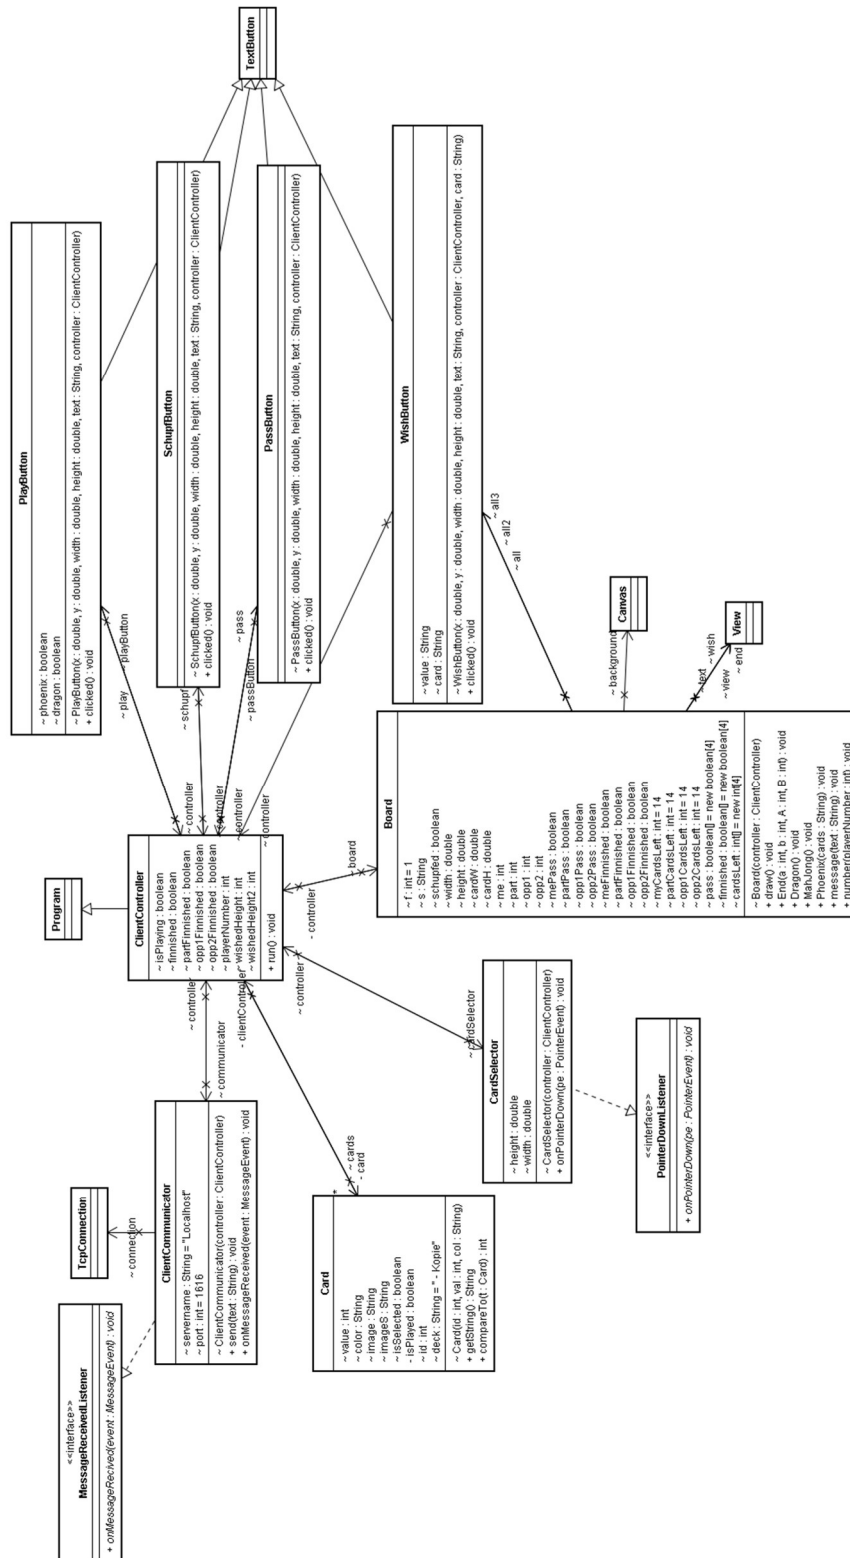 TextButton
PlayButton
~ phoenix : boolean
~ dragon : boolean
~ PlayButton(x : double, y : double, width : double, height : double, text : String, controller : ClientController)
+ clicked() : void
SchupfButton
~ SchupfButton(x : double, y : double, width : double, height : double, text : String, controller : ClientController)
+ clicked() : void
PassButton
~ PassButton(x : double, y : double, width : double, height : double, text : String, controller : ClientController)
+ clicked() : void
WishButton
~ value : String
~ card : String
~ WishButton(x : double, y : double, width : double, height : double, text : String, controller : ClientController, card : String)
+ clicked() : void
~ playButton
~ play
~ schupf
~ pass
~ passButton
~ all3
~ all2
~ all
~ controller
~ controller
~ controller
~ controller
Program
ClientController
~ isPlaying : boolean
~ finnished : boolean
~ partFinnished : boolean
~ opp1Finnished : boolean
~ opp2Finnished : boolean
~ playerNumber : int
~ wishedHeight : int
~ wishedHeight2 : int
+ run() : void
- board
- controller
~ background
Canvas
~ text
~ wish
~ view
~ end
View
Board
~ f : int = 1
~ s : String
~ schupfed : boolean
~ width : double
~ height : double
~ cardW : double
~ cardH : double
~ me : int
~ part : int
~ opp1 : int
~ opp2 : int
~ mePass : boolean
~ partPass : boolean
~ opp1Pass : boolean
~ opp2Pass : boolean
~ meFinnished : boolean
~ partFinnished : boolean
~ opp1Finnished : boolean
~ opp2Finnished : boolean
~ myCardsLeft : int = 14
~ partCardsLeft : int = 14
~ opp1CardsLeft : int = 14
~ opp2CardsLeft : int = 14
~ pass : boolean[] = new boolean[4]
~ finnished : boolean[] = new boolean[4]
~ cardsLeft : int[] = new int[4]
~ Board(controller : ClientController)
+ draw() : void
+ End(a : int, b : int, A : int, B : int) : void
+ Dragon() : void
+ MahJong() : void
+ Phoenix(cards : String) : void
+ message(text : String) : void
+ number(playerNumber : int) : void
~ controller
~ communicator
- clientController
~ controller
~ cardSelector
CardSelector
~ height : double
~ width : double
~ CardSelector(controller : ClientController)
+ onPointerDown(pe : PointerEvent) : void
<<interface>>
PointerDownListener
+ onPointerDown(pe : PointerEvent) : void
~ cards
- card
*
TcpConnection
~ connection
ClientCommunicator
~ servername : String = "Localhost"
~ port : int = 1616
~ ClientCommunicator(controller : ClientController)
+ send(text : String) : void
+ onMessageReceived(event : MessageEvent) : void
Card
~ value : int
~ color : String
~ image : String
~ imageS : String
~ isSelected : boolean
- isPlayed : boolean
~ id : int
~ deck : String = " - Kopie"
~ Card(id : int, val : int, col : String)
+ getString() : String
+ compareTo(t : Card) : int
<<interface>>
MessageReceivedListener
+ onMessageRecived(event : MessageEvent) : void